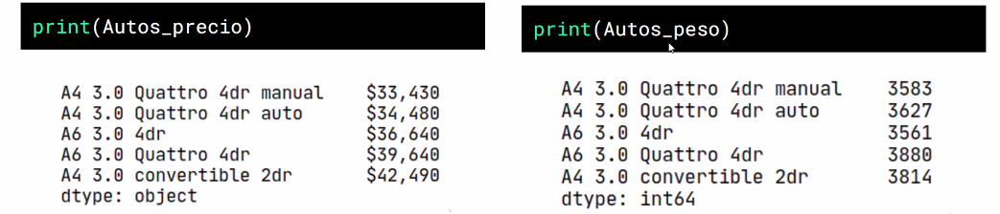 print(Autos_precio)
A4 3.0 Quattro 4dr manual    $33,430
A4 3.0 Quattro 4dr auto      $34,480
A6 3.0 4dr                   $36,640
A6 3.0 Quattro 4dr           $39,640
A4 3.0 convertible 2dr       $42,490
dtype: object
print(Autos_peso)
A4 3.0 Quattro 4dr manual    3583
A4 3.0 Quattro 4dr auto      3627
A6 3.0 4dr                   3561
A6 3.0 Quattro 4dr           3880
A4 3.0 convertible 2dr       3814
dtype: int64